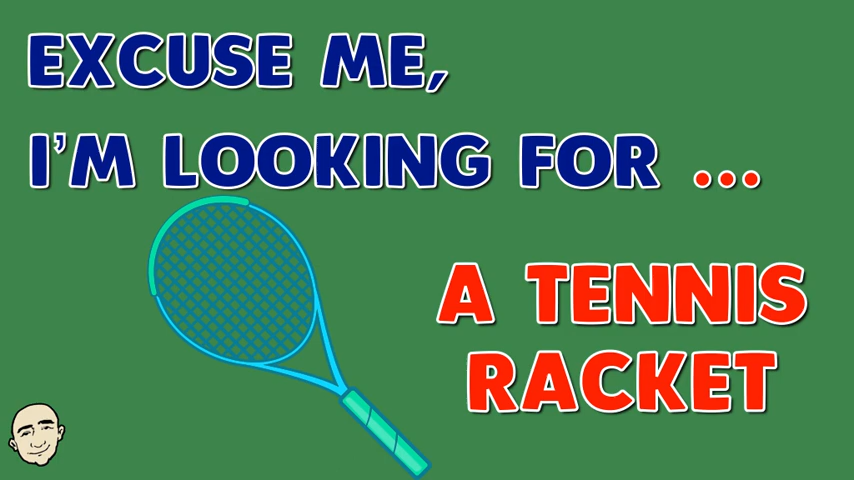 EXCUSE ME,
I'M LOOKING FOR ...
A TENNIS
RACKET